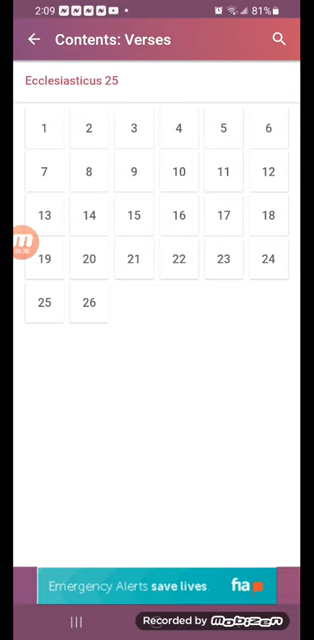 2:09
81%
Contents: Verses
Ecclesiasticus 25
1 2 3 4 5 6
7 8 9 10 11 12
13 14 15 16 17 18
19 20 21 22 23 24
25 26
Emergency Alerts save lives fia
Recorded by mobizen